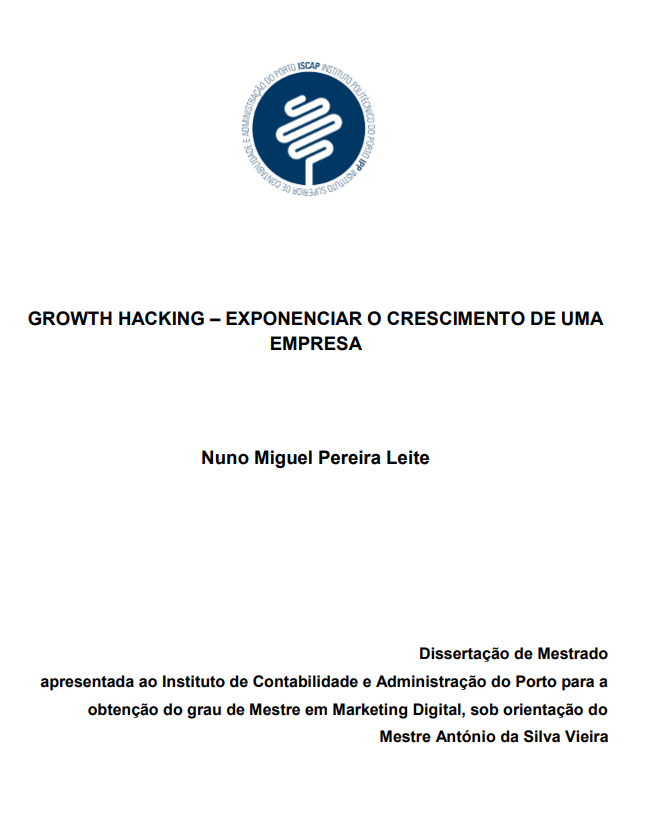 INSTITUTO SUPERIOR DE CONTABILIDADE E ADMINISTRAÇÃO DO PORTO ISCAP INSTITUTO POLITÉCNICO DO PORTO IPP
GROWTH HACKING – EXPONENCIAR O CRESCIMENTO DE UMA
EMPRESA
Nuno Miguel Pereira Leite
Dissertação de Mestrado
apresentada ao Instituto de Contabilidade e Administração do Porto para a
obtenção do grau de Mestre em Marketing Digital, sob orientação do
Mestre António da Silva Vieira